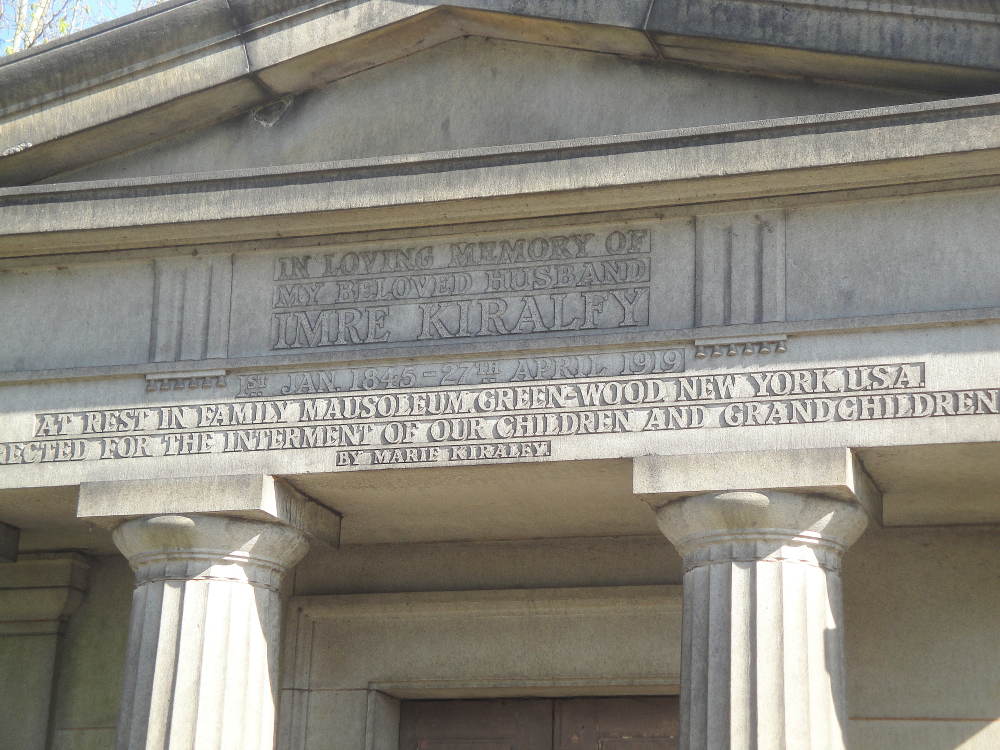 IN LOVING MEMORY OF
MY BELOVED HUSBAND
IMRE KIRALFY
1ST JAN. 1845-27TH APRIL 1919
AT REST IN FAMILY MAUSOLEUM. GREEN-WOOD, NEW YORK, U.S.A.
RECTED FOR THE INTERMENT OF OUR CHILDREN AND GRANDCHILDREN
BY MARIE KIRALFY.